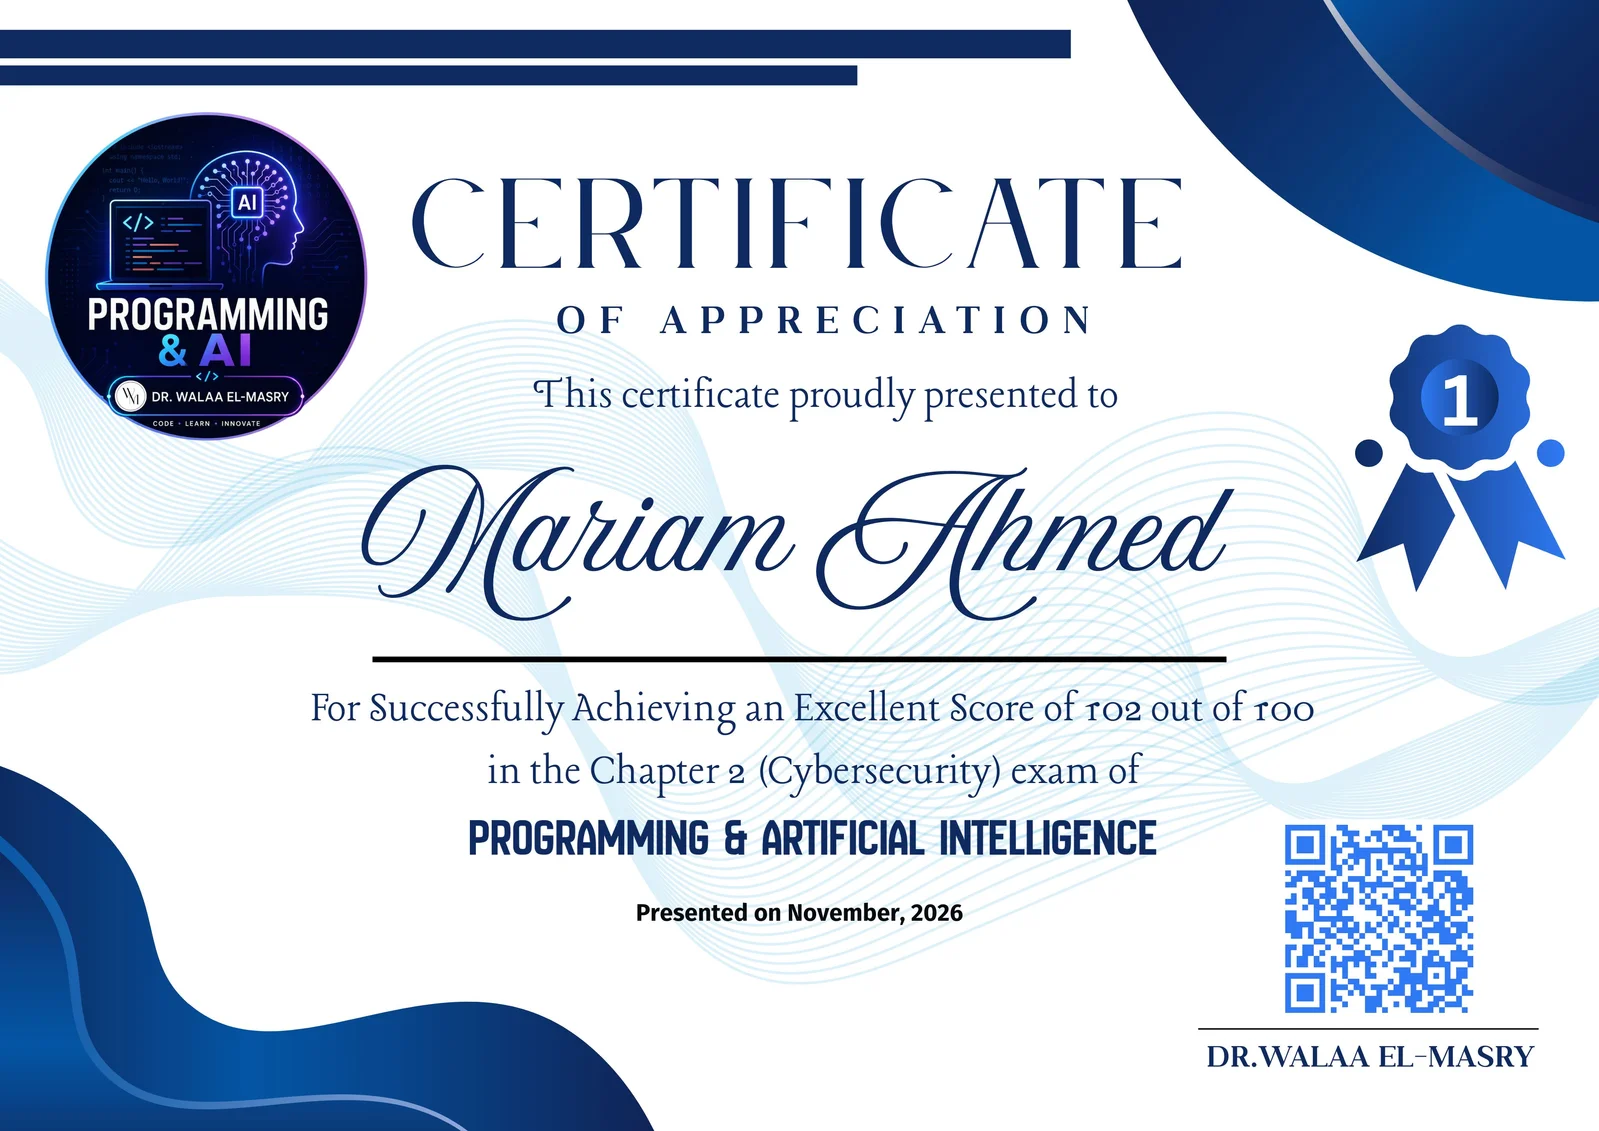 CERTIFICATE
OF APPRECIATION
This certificate proudly presented to
Mariam Ahmed
For Successfully Achieving an Excellent Score of 102 out of 100
in the Chapter 2 (Cybersecurity) exam of
PROGRAMMING & ARTIFICIAL INTELLIGENCE
Presented on November, 2026
AI
</>
PROGRAMMING
& AI
</>
WM DR. WALAA EL-MASRY
CODE • LEARN • INNOVATE
1
DR.WALAA EL-MASRY